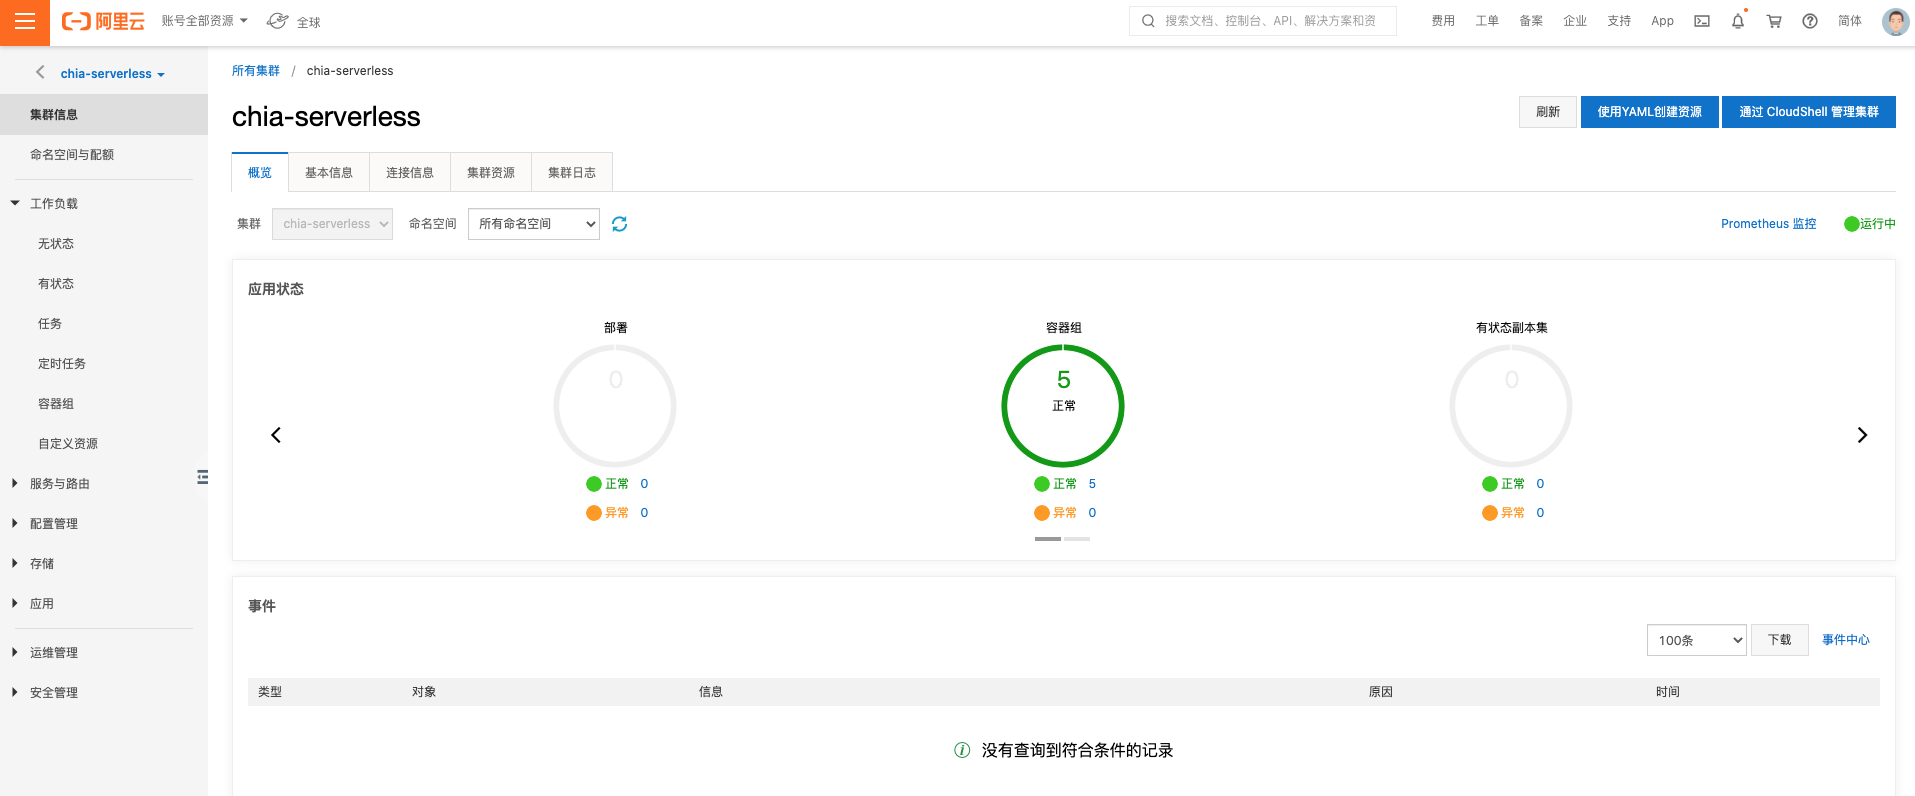 阿里云 账号全部资源 全球 搜索文档、控制台、API、解决方案和资 费用 工单 备案 企业 支持 App 简体
chia-serverless
集群信息
命名空间与配额
工作负载
无状态
有状态
任务
定时任务
容器组
自定义资源
服务与路由
配置管理
存储
应用
运维管理
安全管理
所有集群 / chia-serverless
chia-serverless
刷新 使用YAML创建资源 通过 CloudShell 管理集群
概览 基本信息 连接信息 集群资源 集群日志
集群 chia-serverless 命名空间 所有命名空间 Prometheus 监控 运行中
应用状态
部署
0
正常 0
异常 0
容器组
5
正常
正常 5
异常 0
有状态副本集
0
正常 0
异常 0
事件
100条 下载 事件中心
类型 对象 信息 原因 时间
没有查询到符合条件的记录